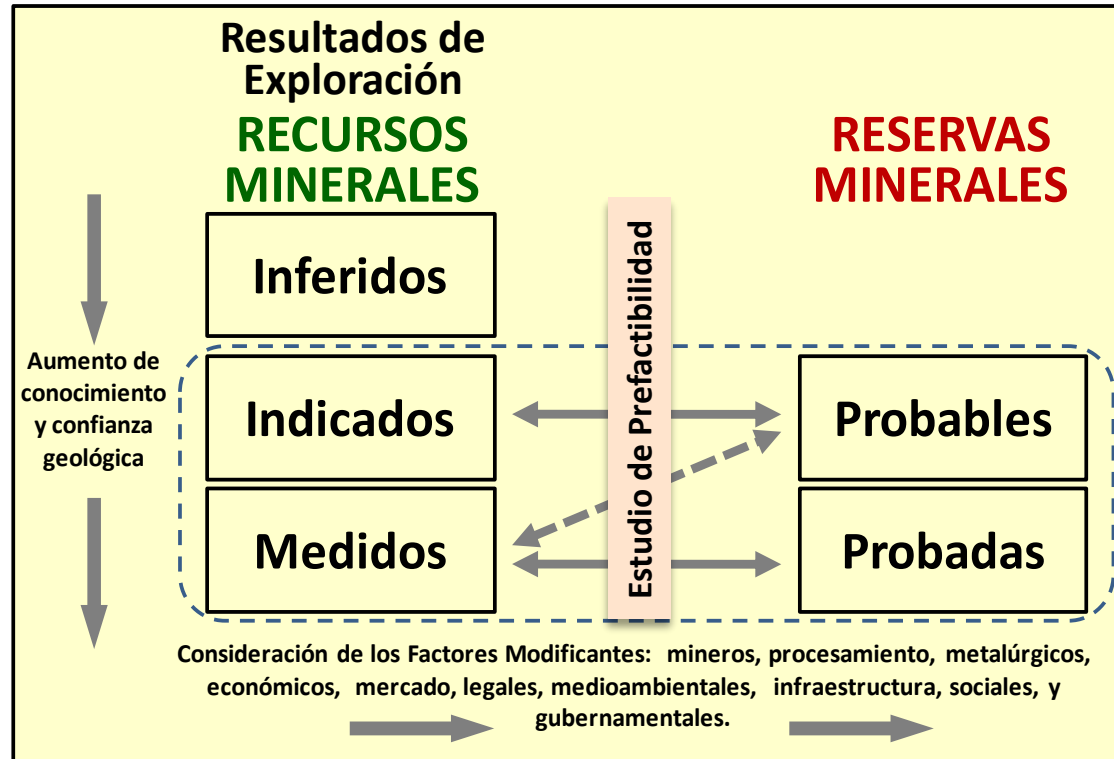 Resultados de
Exploración
RECURSOS
MINERALES
RESERVAS
MINERALES
Inferidos
Aumento de
conocimiento
y confianza
geológica
Indicados
Medidos
Estudio de Prefactibilidad
Probables
Probadas
Consideración de los Factores Modificantes: mineros, procesamiento, metalúrgicos,
económicos, mercado, legales, medioambientales, infraestructura, sociales, y
gubernamentales.